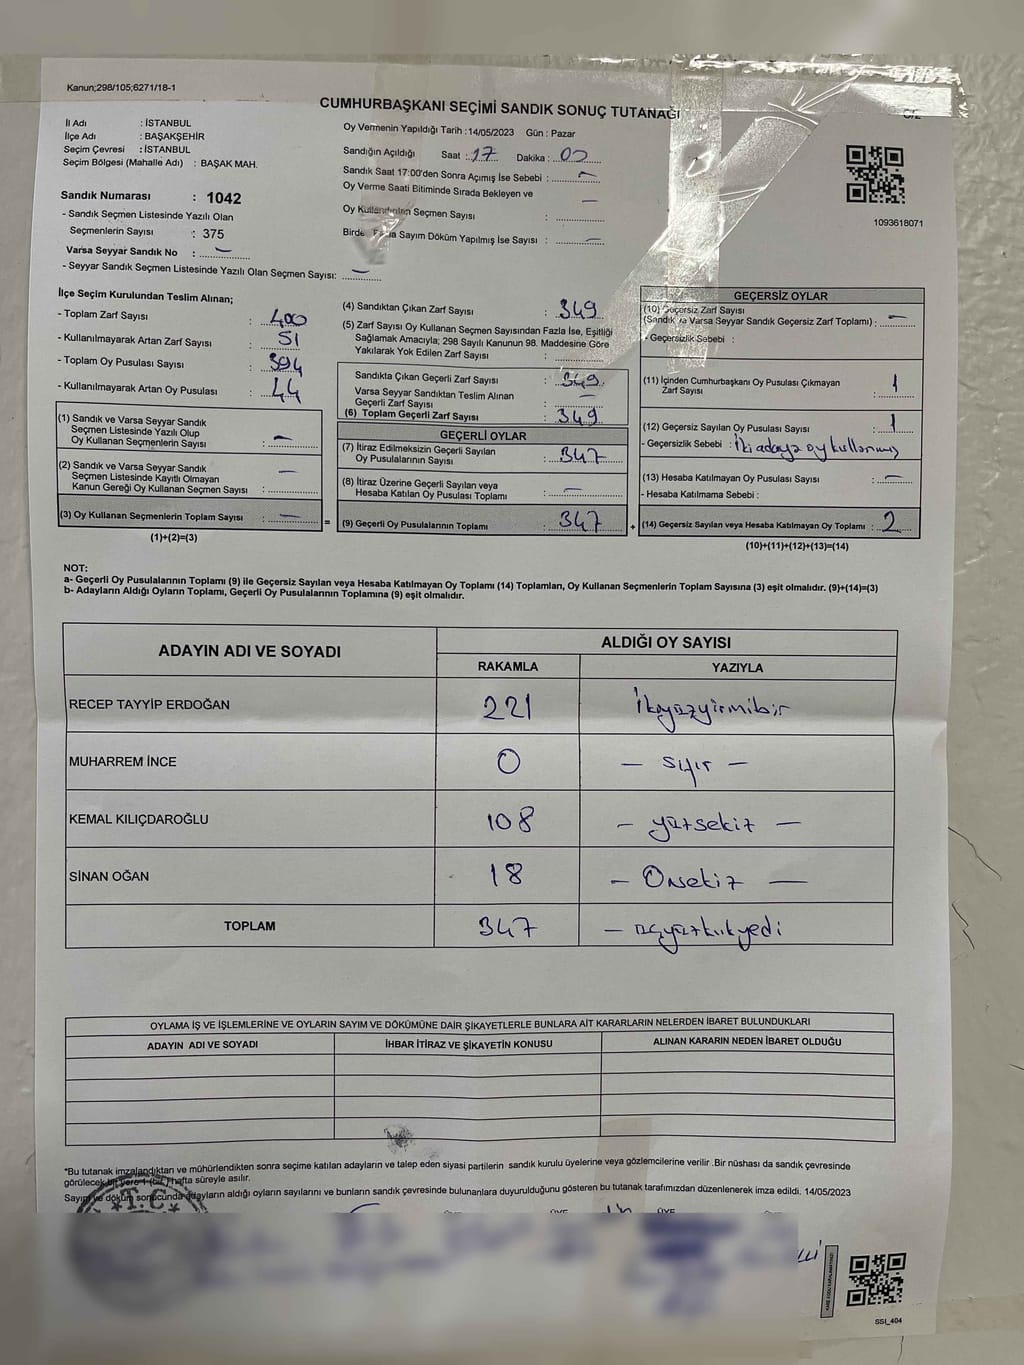 Kanun;298/105;6271/18-1
CUMHURBAŞKANI SEÇİMİ SANDIK SONUÇ TUTANAĞI
İl Adı : İSTANBUL
İlçe Adı : BAŞAKŞEHİR
Seçim Çevresi : İSTANBUL
Seçim Bölgesi (Mahalle Adı) : BAŞAK MAH.
Sandık Numarası : 1042
- Sandık Seçmen Listesinde Yazılı Olan
Seçmenlerin Sayısı : 375
Varsa Seyyar Sandık No : –
- Seyyar Sandık Seçmen Listesinde Yazılı Olan Seçmen Sayısı: –
Oy Vermenin Yapıldığı Tarih : 14/05/2023 Gün : Pazar
Sandığın Açıldığı Saat : 17 Dakika : 00
Sandık Saat 17:00'den Sonra Açımış İse Sebebi : –
Oy Verme Saati Bitiminde Sırada Bekleyen ve –
Oy Kullandırılan Seçmen Sayısı :
Birden Fazla Sayım Döküm Yapılmış İse Sayısı : –
1093618071
İlçe Seçim Kurulundan Teslim Alınan;
- Toplam Zarf Sayısı : 400
- Kullanılmayarak Artan Zarf Sayısı : 51
- Toplam Oy Pusulası Sayısı : 394
- Kullanılmayarak Artan Oy Pusulası : 44
(1) Sandık ve Varsa Seyyar Sandık
Seçmen Listesinde Yazılı Olup
Oy Kullanan Seçmenlerin Sayısı : –
(2) Sandık ve Varsa Seyyar Sandık
Seçmen Listesinde Kayıtlı Olmayan –
Kanun Gereği Oy Kullanan Seçmen Sayısı :
(3) Oy Kullanan Seçmenlerin Toplam Sayısı : – =
(1)+(2)=(3)
(4) Sandıktan Çıkan Zarf Sayısı : 349
(5) Zarf Sayısı Oy Kullanan Seçmen Sayısından Fazla İse, Eşitliği
Sağlamak Amacıyla; 298 Sayılı Kanunun 98. Maddesine Göre
Yakılarak Yok Edilen Zarf Sayısı :
Sandıkta Çıkan Geçerli Zarf Sayısı : 349
Varsa Seyyar Sandıktan Teslim Alınan –
Geçerli Zarf Sayısı :
(6) Toplam Geçerli Zarf Sayısı : 349
GEÇERLİ OYLAR
(7) İtiraz Edilmeksizin Geçerli Sayılan
Oy Pusulalarının Sayısı : 347
(8) İtiraz Üzerine Geçerli Sayılan veya –
Hesaba Katılan Oy Pusulası Toplamı :
(9) Geçerli Oy Pusulalarının Toplamı : 347 +
GEÇERSİZ OYLAR
(10) Geçersiz Zarf Sayısı
(Sandık ve Varsa Seyyar Sandık Geçersiz Zarf Toplamı) : –
- Geçersizlik Sebebi :
(11) İçinden Cumhurbaşkanı Oy Pusulası Çıkmayan
Zarf Sayısı : 1
(12) Geçersiz Sayılan Oy Pusulası Sayısı : 1
- Geçersizlik Sebebi : İki adaya oy kullanmış
(13) Hesaba Katılmayan Oy Pusulası Sayısı : –
- Hesaba Katılmama Sebebi :
(14) Geçersiz Sayılan veya Hesaba Katılmayan Oy Toplamı : 2
(10)+(11)+(12)+(13)=(14)
NOT:
a- Geçerli Oy Pusulalarının Toplamı (9) ile Geçersiz Sayılan veya Hesaba Katılmayan Oy Toplamı (14) Toplamları, Oy Kullanan Seçmenlerin Toplam Sayısına (3) eşit olmalıdır. (9)+(14)=(3)
b- Adayların Aldığı Oyların Toplamı, Geçerli Oy Pusulalarının Toplamına (9) eşit olmalıdır.
ADAYIN ADI VE SOYADI ALDIĞI OY SAYISI
RAKAMLA YAZIYLA
RECEP TAYYİP ERDOĞAN 221 İkiyüzyirmibir
MUHARREM İNCE 0 – Sıfır –
KEMAL KILIÇDAROĞLU 108 – yüzsekiz –
SİNAN OĞAN 18 – Onsekiz –
TOPLAM 347 – üçyüzkırkyedi
OYLAMA İŞ VE İŞLEMLERİNE VE OYLARIN SAYIM VE DÖKÜMÜNE DAİR ŞİKAYETLERLE BUNLARA AİT KARARLARIN NELERDEN İBARET BULUNDUKLARI
ADAYIN ADI VE SOYADI İHBAR İTİRAZ VE ŞİKAYETİN KONUSU ALINAN KARARIN NEDEN İBARET OLDUĞU
*Bu tutanak imzalandıktan ve mühürlendikten sonra seçime katılan adayların ve talep eden siyasi partilerin sandık kurulu üyelerine veya gözlemcilerine verilir .Bir nüshası da sandık çevresinde
görülecek bir yere 1 (bir) hafta süreyle asılır.
Sayım ve döküm sonucunda adayların aldığı oyların sayılarını ve bunların sandık çevresinde bulunanlara duyurulduğunu gösteren bu tutanak tarafımızdan düzenlenerek imza edildi. 14/05/2023
*T.C*
ÜYE ÜYE
SSI_404